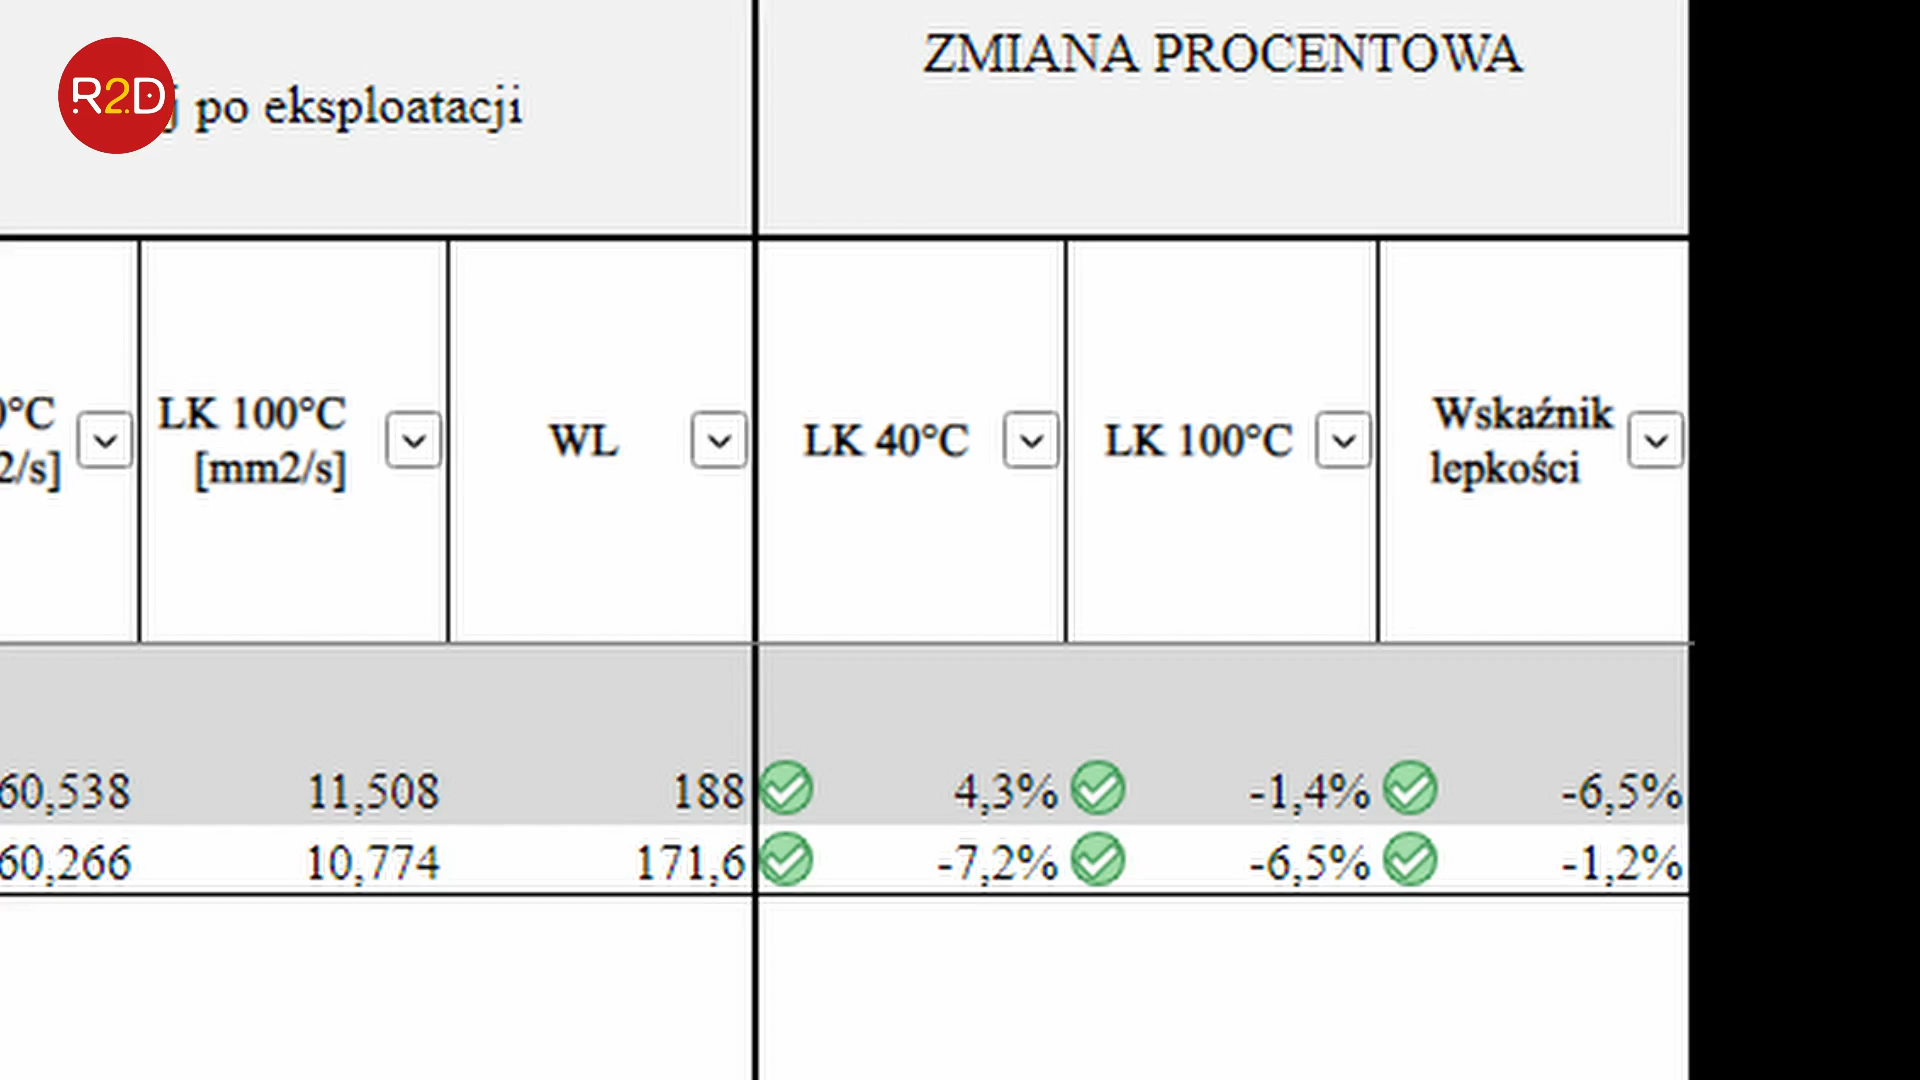 R2D
j po eksploatacji
ZMIANA PROCENTOWA
0°C
2/s]
LK 100°C
[mm2/s]
WL
LK 40°C
LK 100°C
Wskaźnik
lepkości
60,538 11,508 188 4,3% -1,4% -6,5%
60,266 10,774 171,6 -7,2% -6,5% -1,2%